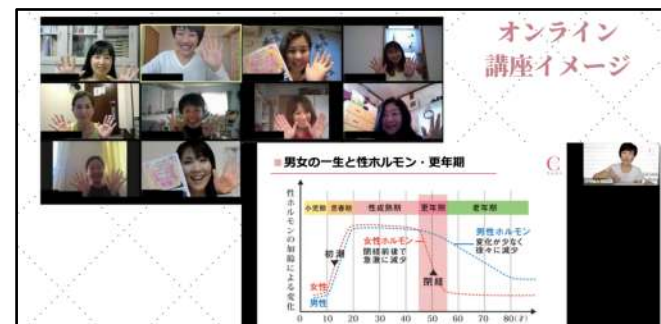 オンライン
講座イメージ
■男女の一生と性ホルモン・更年期
C
性ホルモンの加齢による変化
小児期 思春期 性成熟期 更年期 老年期
女性ホルモン
閉経前後で
急激に減少
男性ホルモン
変化が少なく
徐々に減少
初潮
閉経
女性
男性
0 10 20 30 40 50 60 70 80(才)